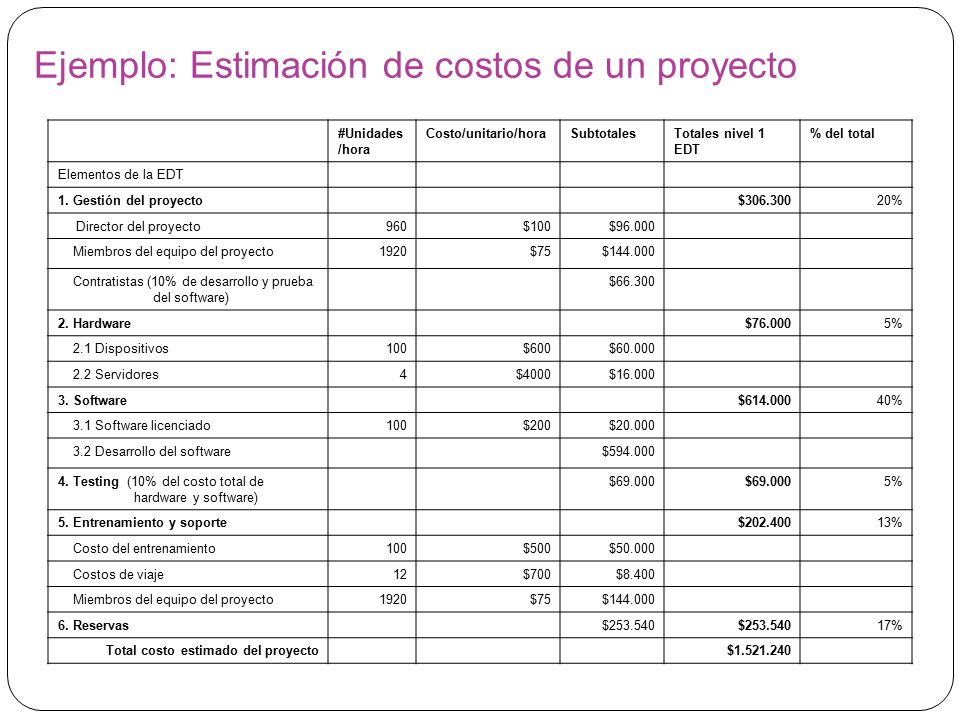 Ejemplo: Estimación de costos de un proyecto
#Unidades /hora Costo/unitario/hora Subtotales Totales nivel 1 EDT % del total
Elementos de la EDT
1. Gestión del proyecto $306.300 20%
Director del proyecto 960 $100 $96.000
Miembros del equipo del proyecto 1920 $75 $144.000
Contratistas (10% de desarrollo y prueba del software) $66.300
2. Hardware $76.000 5%
2.1 Dispositivos 100 $600 $60.000
2.2 Servidores 4 $4000 $16.000
3. Software $614.000 40%
3.1 Software licenciado 100 $200 $20.000
3.2 Desarrollo del software $594.000
4. Testing (10% del costo total de hardware y software) $69.000 $69.000 5%
5. Entrenamiento y soporte $202.400 13%
Costo del entrenamiento 100 $500 $50.000
Costos de viaje 12 $700 $8.400
Miembros del equipo del proyecto 1920 $75 $144.000
6. Reservas $253.540 $253.540 17%
Total costo estimado del proyecto $1.521.240